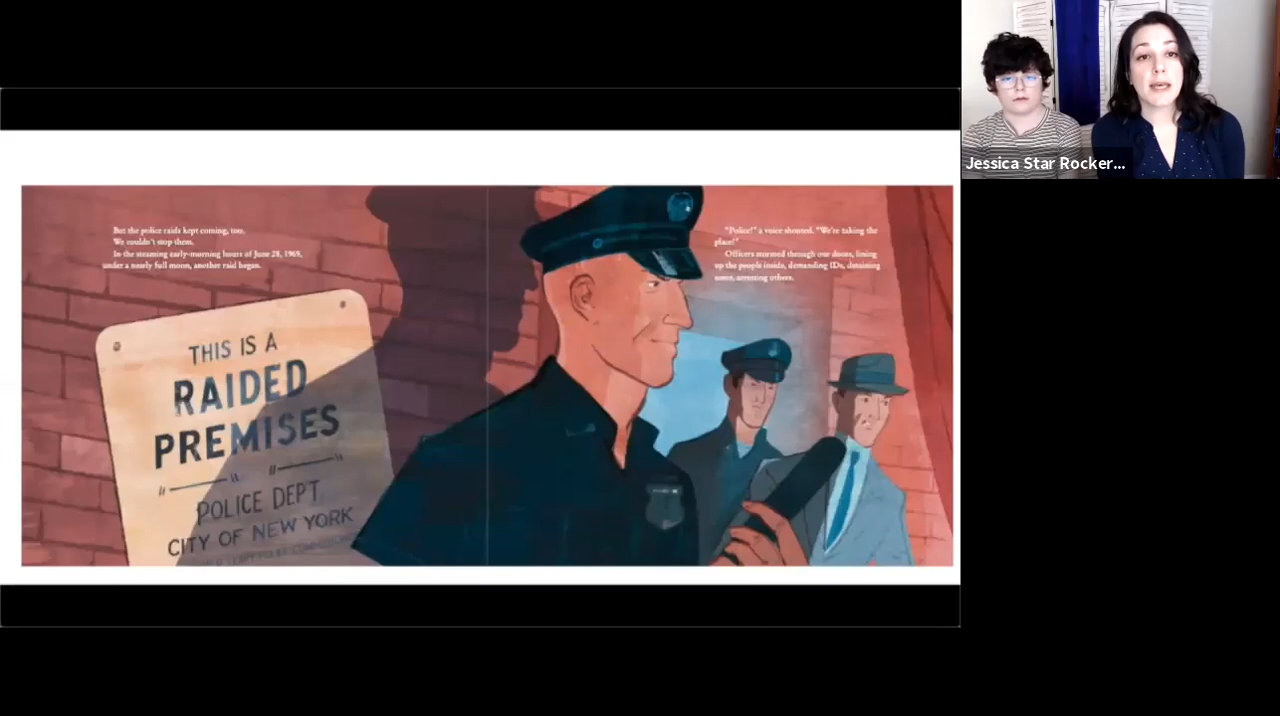 But the police raids kept coming, too.
We couldn't stop them.
In the steaming early-morning hours of June 28, 1969,
under a nearly full moon, another raid began.
"Police!" a voice shouted. "We're taking the
place!"
Officers stormed through our doors, lining
up the people inside, demanding IDs, detaining
some, arresting others.
THIS IS A
RAIDED
PREMISES
POLICE DEPT
CITY OF NEW YORK
Jessica Star Rocker...